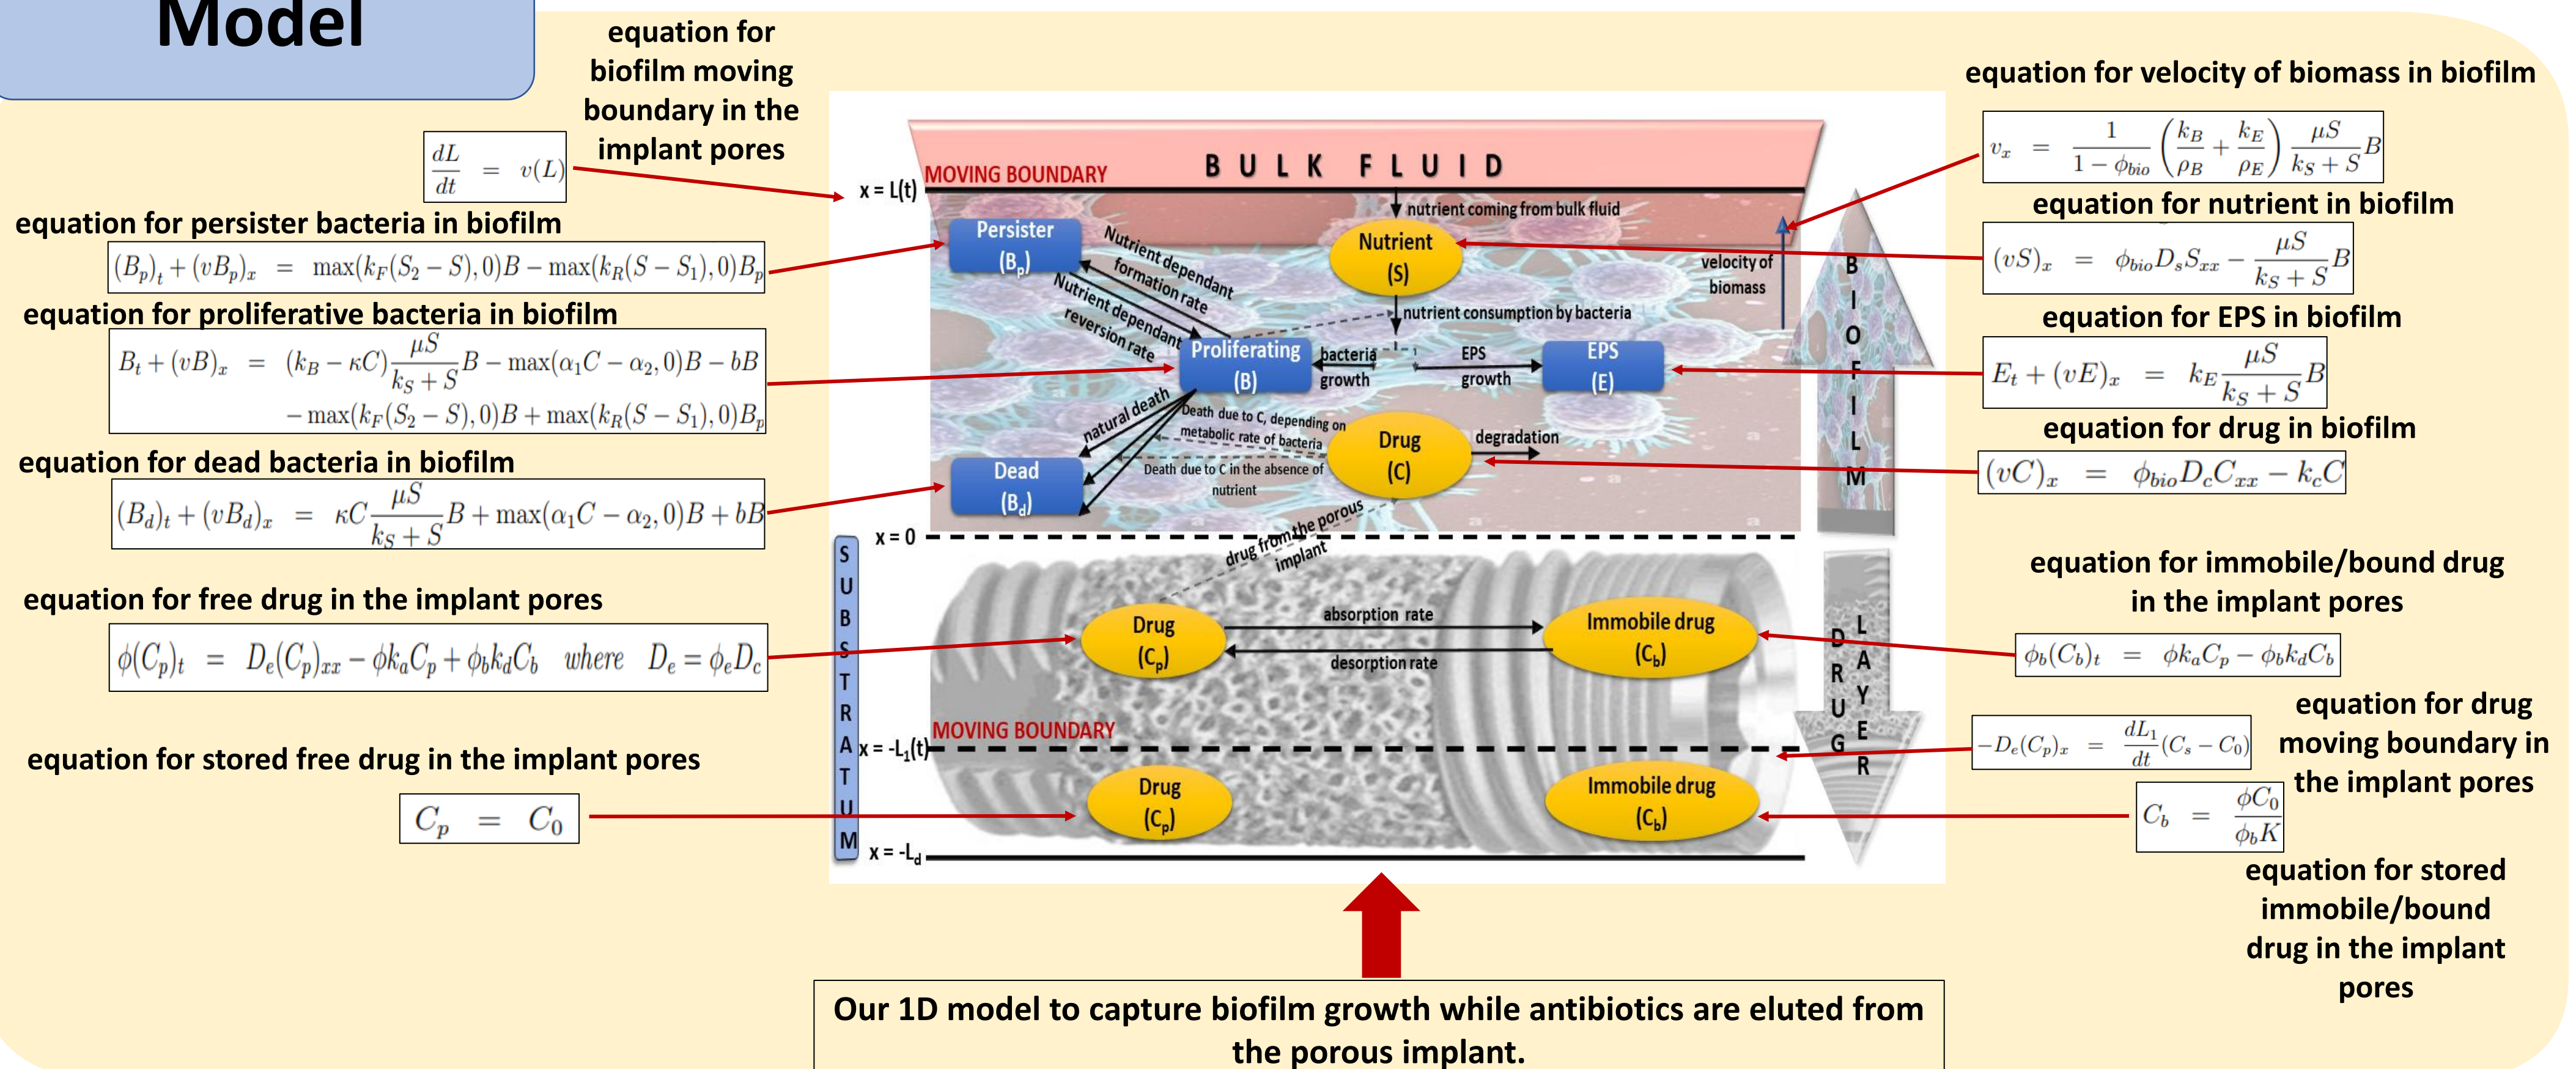 Model
equation for
biofilm moving
boundary in the
implant pores
dL/dt = v(L)
equation for persister bacteria in biofilm
(B_p)_t + (vB_p)_x = max(k_F(S_2 − S), 0)B − max(k_R(S − S_1), 0)B_p
equation for proliferative bacteria in biofilm
B_t + (vB)_x = (k_B − κC) μS/(k_S + S) B − max(α_1C − α_2, 0)B − bB
− max(k_F(S_2 − S), 0)B + max(k_R(S − S_1), 0)B_p
equation for dead bacteria in biofilm
(B_d)_t + (vB_d)_x = κC μS/(k_S + S) B + max(α_1C − α_2, 0)B + bB
equation for free drug in the implant pores
ϕ(C_p)_t = D_e(C_p)_xx − ϕk_aC_p + ϕ_bk_dC_b where D_e = ϕ_eD_c
equation for stored free drug in the implant pores
C_p = C_0
BULK FLUID
MOVING BOUNDARY
x = L(t)
nutrient coming from bulk fluid
Persister
(B_p)
Nutrient dependant
formation rate
Nutrient dependant
reversion rate
Nutrient
(S)
velocity of
biomass
nutrient consumption by bacteria
Proliferating
(B)
bacteria
growth
EPS
growth
EPS
(E)
natural death
Death due to C, depending on
metabolic rate of bacteria
Death due to C in the absence of
nutrient
Drug
(C)
degradation
Dead
(B_d)
BIOFILM
x = 0
drug from the porous
implant
SUBSTRATUM
Drug
(C_p)
absorption rate
desorption rate
Immobile drug
(C_b)
DRUG
LAYER
MOVING BOUNDARY
x = -L_1(t)
Drug
(C_p)
Immobile drug
(C_b)
x = -L_d
equation for velocity of biomass in biofilm
v_x = 1/(1 − ϕ_bio) (k_B/ρ_B + k_E/ρ_E) μS/(k_S + S) B
equation for nutrient in biofilm
(vS)_x = ϕ_bio D_s S_xx − μS/(k_S + S) B
equation for EPS in biofilm
E_t + (vE)_x = k_E μS/(k_S + S) B
equation for drug in biofilm
(vC)_x = ϕ_bio D_c C_xx − k_c C
equation for immobile/bound drug
in the implant pores
ϕ_b(C_b)_t = ϕk_aC_p − ϕ_bk_dC_b
equation for drug
moving boundary in
the implant pores
−D_e(C_p)_x = dL_1/dt (C_s − C_0)
C_b = ϕC_0/(ϕ_bK)
equation for stored
immobile/bound
drug in the implant
pores
Our 1D model to capture biofilm growth while antibiotics are eluted from
the porous implant.